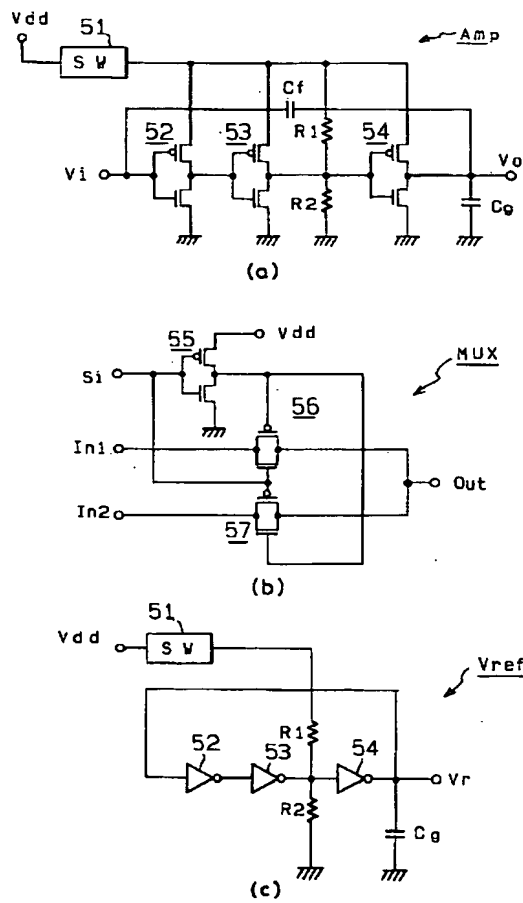 Vdd
51
SW
Amp
Cf
52
53
R1
54
Vi
Vo
R2
Cg
(a)
55
Vdd
MUX
Si
56
In1
Out
In2
57
(b)
51
Vdd
SW
Vref
R1
52
53
54
Vr
R2
Cg
(c)